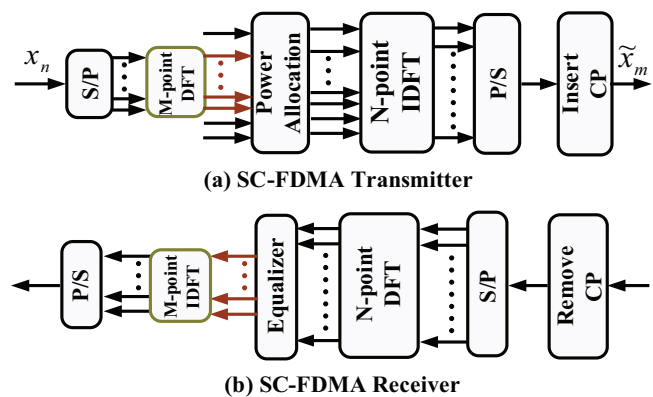 x_n
S/P
M-point
DFT
Power
Allocation
N-point
IDFT
P/S
Insert
CP
x̃_m
(a) SC-FDMA Transmitter
P/S
M-point
IDFT
Equalizer
N-point
DFT
S/P
Remove
CP
(b) SC-FDMA Receiver